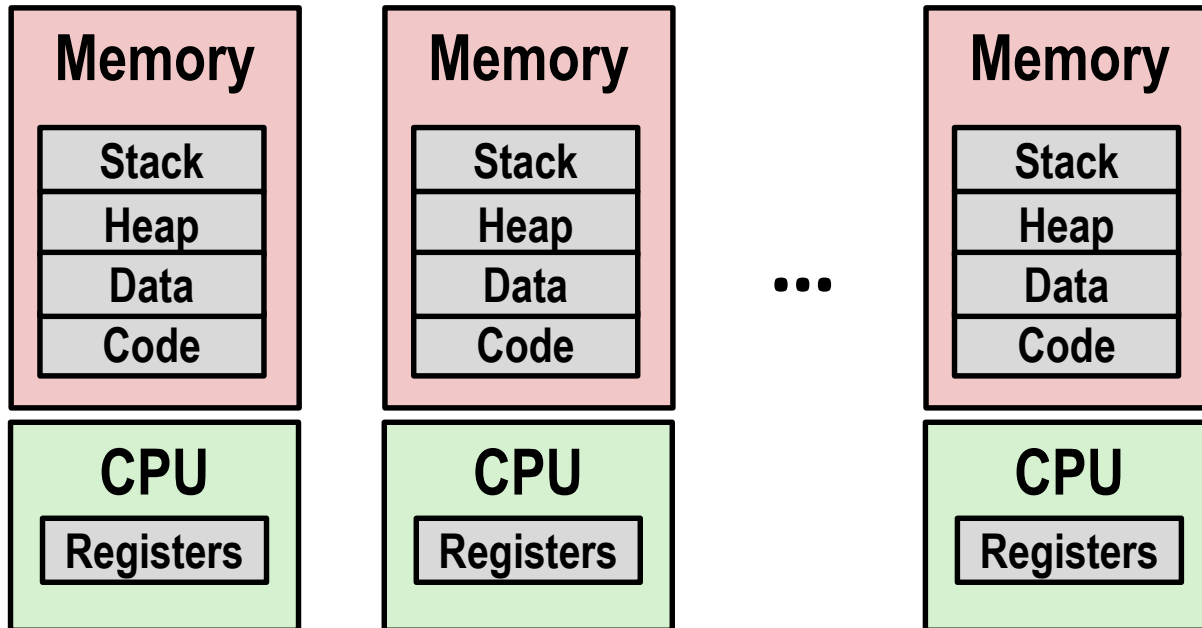 Memory
Stack
Heap
Data
Code
CPU
Registers
Memory
Stack
Heap
Data
Code
CPU
Registers
...
Memory
Stack
Heap
Data
Code
CPU
Registers